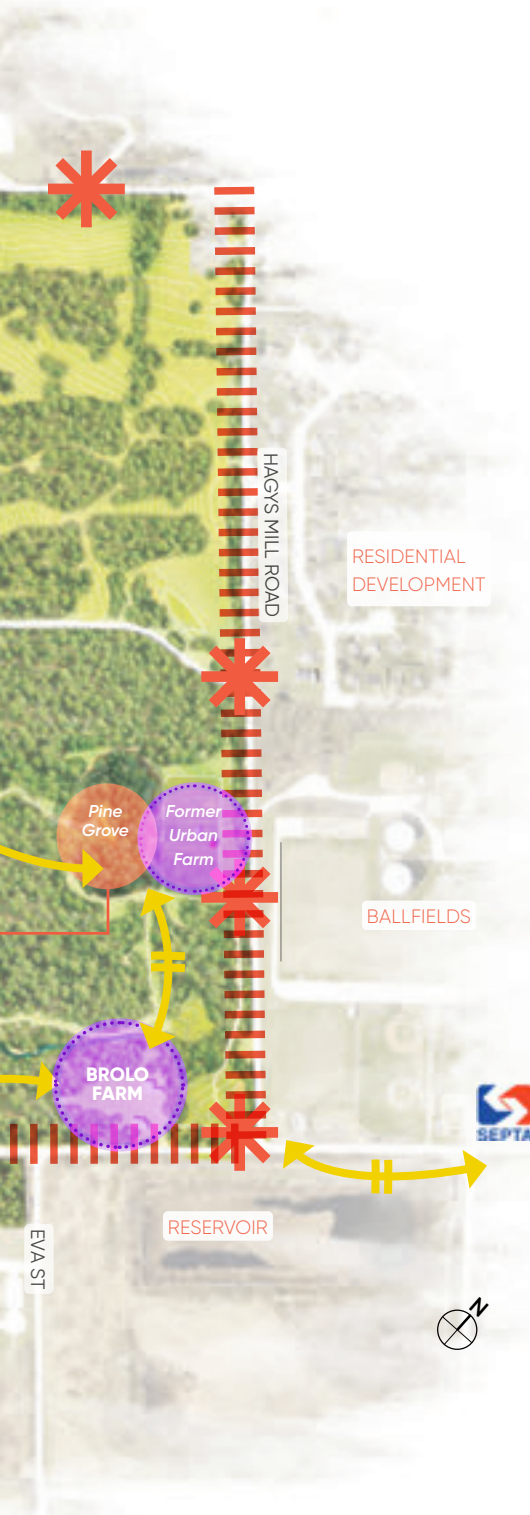 HAGYS MILL ROAD
RESIDENTIAL
DEVELOPMENT
Pine
Grove
Former
Urban
Farm
BALLFIELDS
BROLO
FARM
SEPTA
RESERVOIR
EVA ST
N